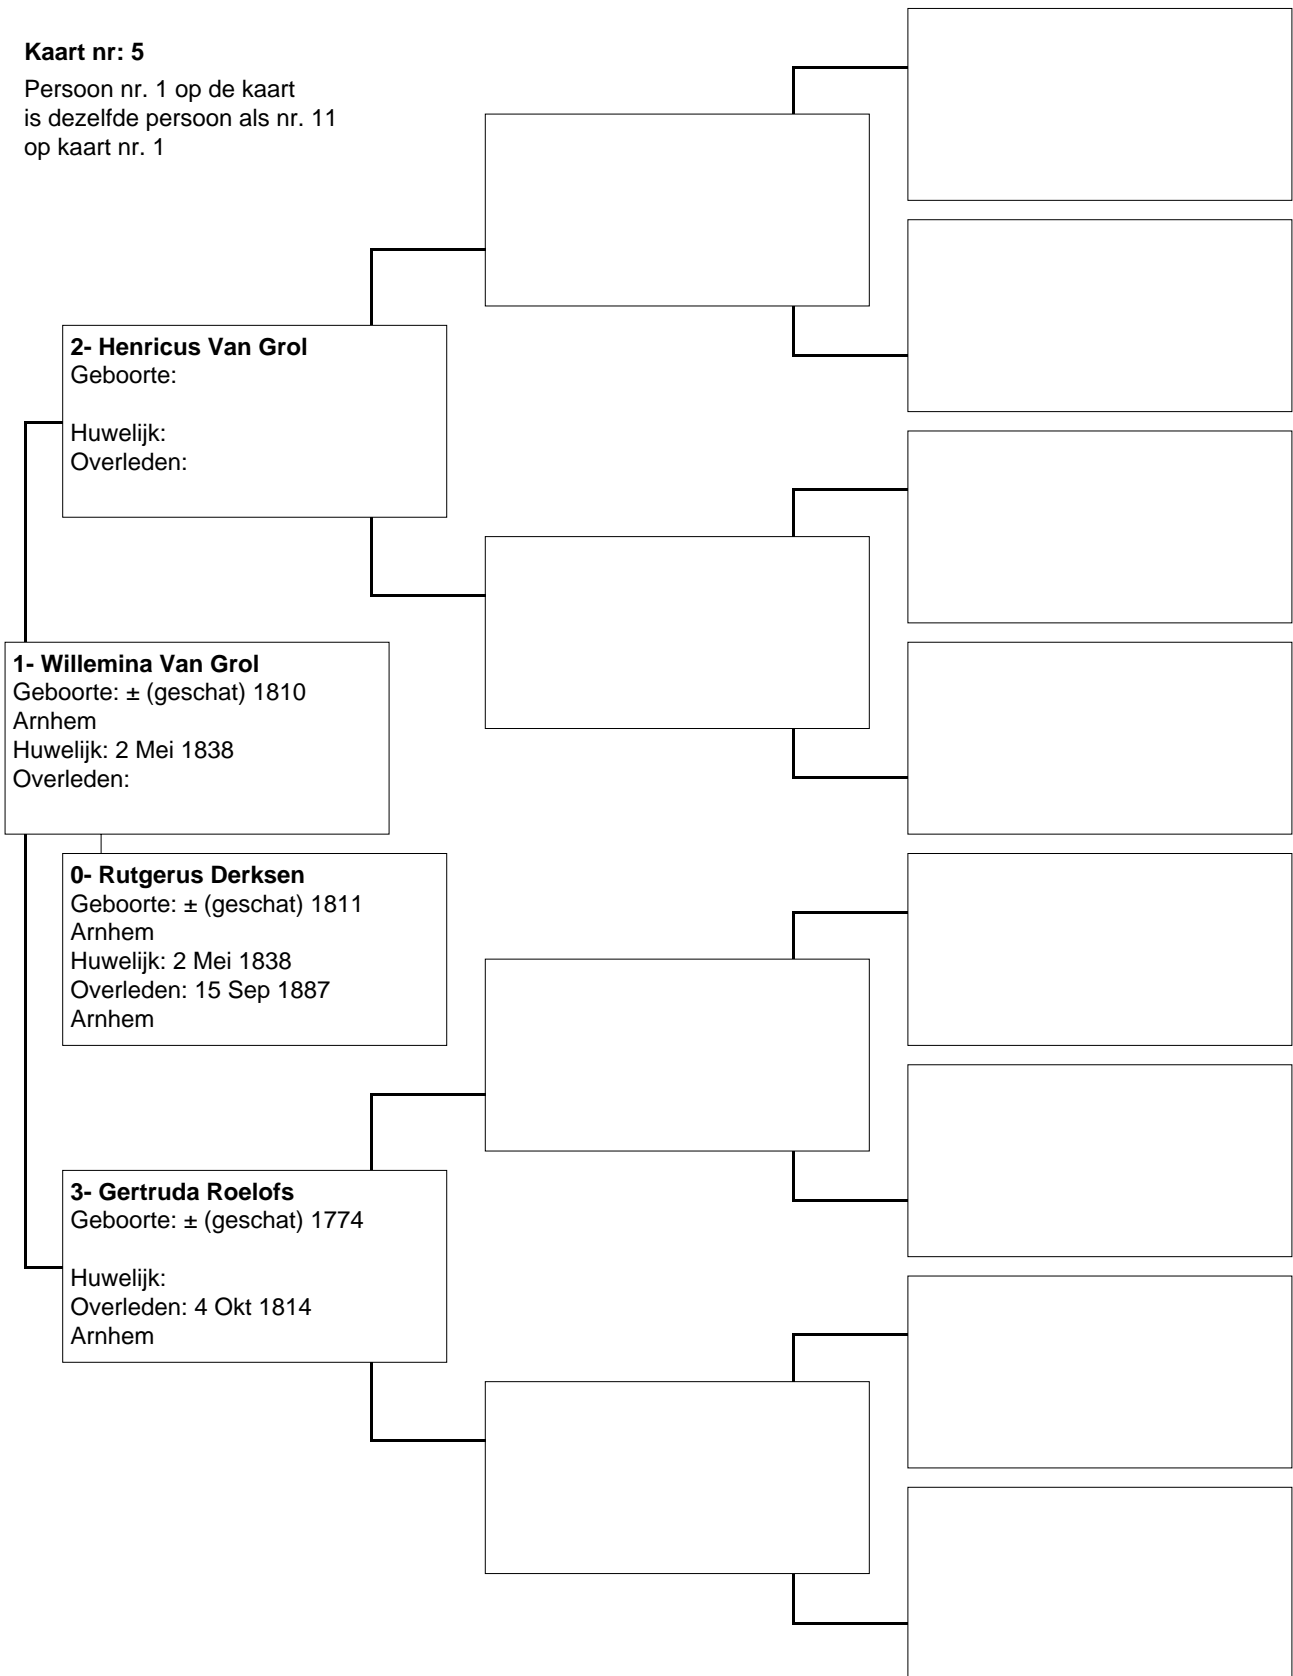 Kaart nr: 5
Persoon nr. 1 op de kaart
is dezelfde persoon als nr. 11
op kaart nr. 1
2- Henricus Van Grol
Geboorte:
Huwelijk:
Overleden:
1- Willemina Van Grol
Geboorte: ± (geschat) 1810
Arnhem
Huwelijk: 2 Mei 1838
Overleden:
0- Rutgerus Derksen
Geboorte: ± (geschat) 1811
Arnhem
Huwelijk: 2 Mei 1838
Overleden: 15 Sep 1887
Arnhem
3- Gertruda Roelofs
Geboorte: ± (geschat) 1774
Huwelijk:
Overleden: 4 Okt 1814
Arnhem